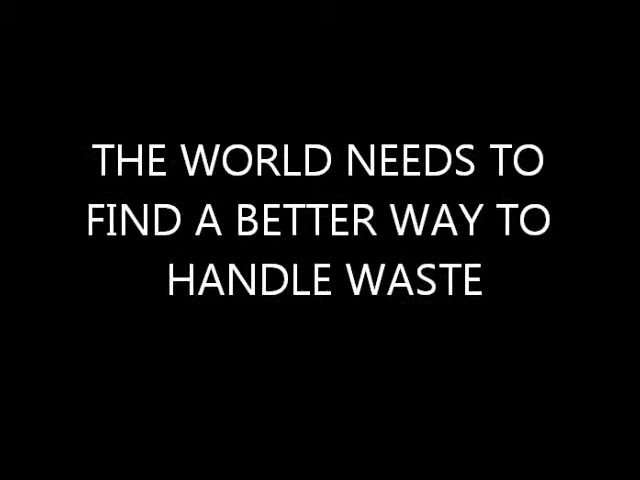 THE WORLD NEEDS TO
FIND A BETTER WAY TO
HANDLE WASTE